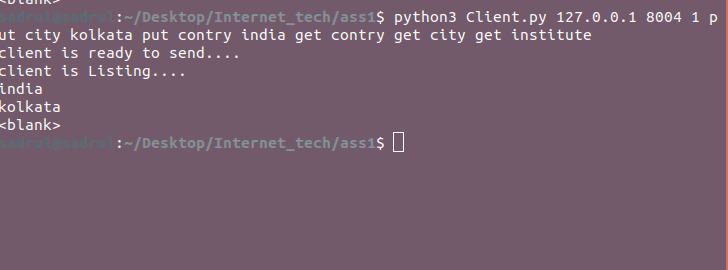 <blank>
sadrul@sadrul:~/Desktop/Internet_tech/ass1$ python3 Client.py 127.0.0.1 8004 1 p
ut city kolkata put contry india get contry get city get institute
client is ready to send....
client is Listing....
india
kolkata
<blank>
sadrul@sadrul:~/Desktop/Internet_tech/ass1$